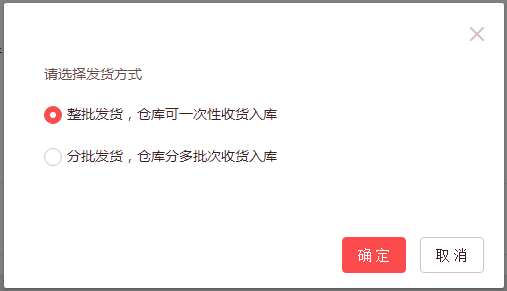 请选择发货方式
整批发货，仓库可一次性收货入库
分批发货，仓库分多批次收货入库
确 定
取 消